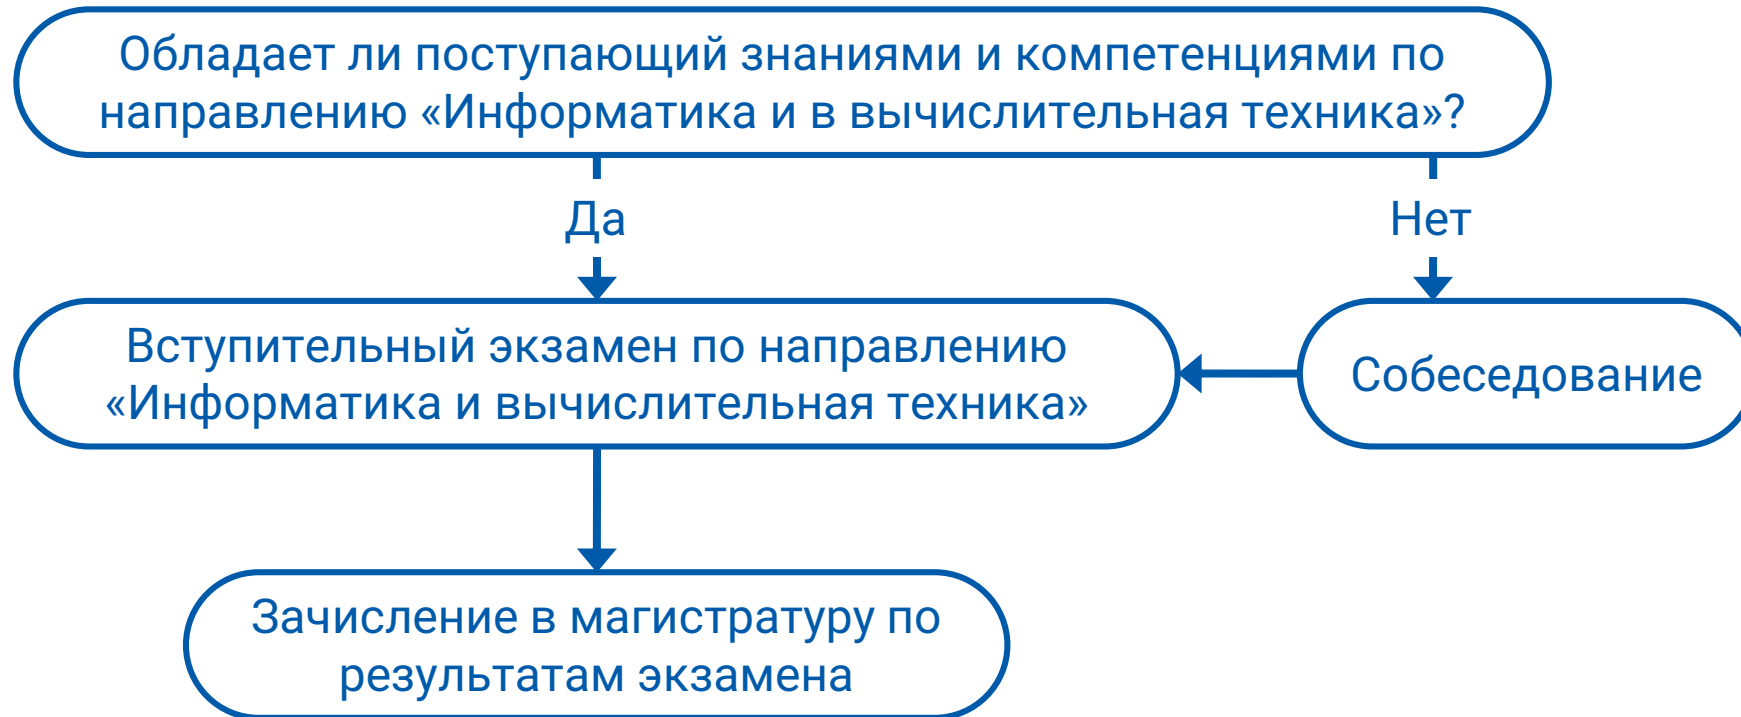 Обладает ли поступающий знаниями и компетенциями по
направлению «Информатика и в вычислительная техника»?
Да
Нет
Вступительный экзамен по направлению
«Информатика и вычислительная техника»
Собеседование
Зачисление в магистратуру по
результатам экзамена